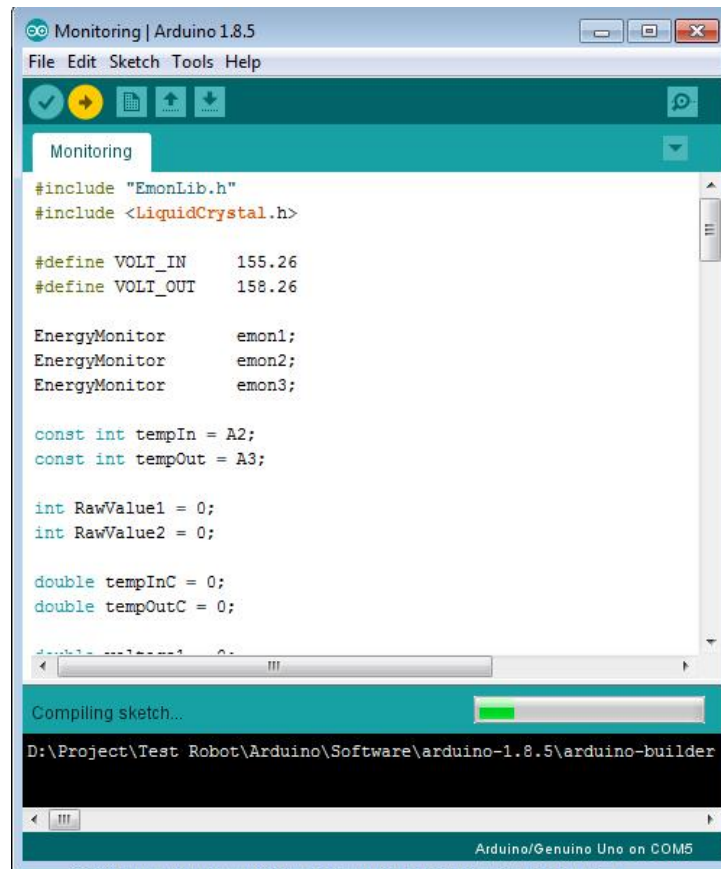 Monitoring | Arduino 1.8.5
File Edit Sketch Tools Help
Monitoring
#include "EmonLib.h"
#include <LiquidCrystal.h>
#define VOLT_IN 155.26
#define VOLT_OUT 158.26
EnergyMonitor emon1;
EnergyMonitor emon2;
EnergyMonitor emon3;
const int tempIn = A2;
const int tempOut = A3;
int RawValue1 = 0;
int RawValue2 = 0;
double tempInC = 0;
double tempOutC = 0;
Compiling sketch...
D:\Project\Test Robot\Arduino\Software\arduino-1.8.5\arduino-builder
Arduino/Genuino Uno on COM5